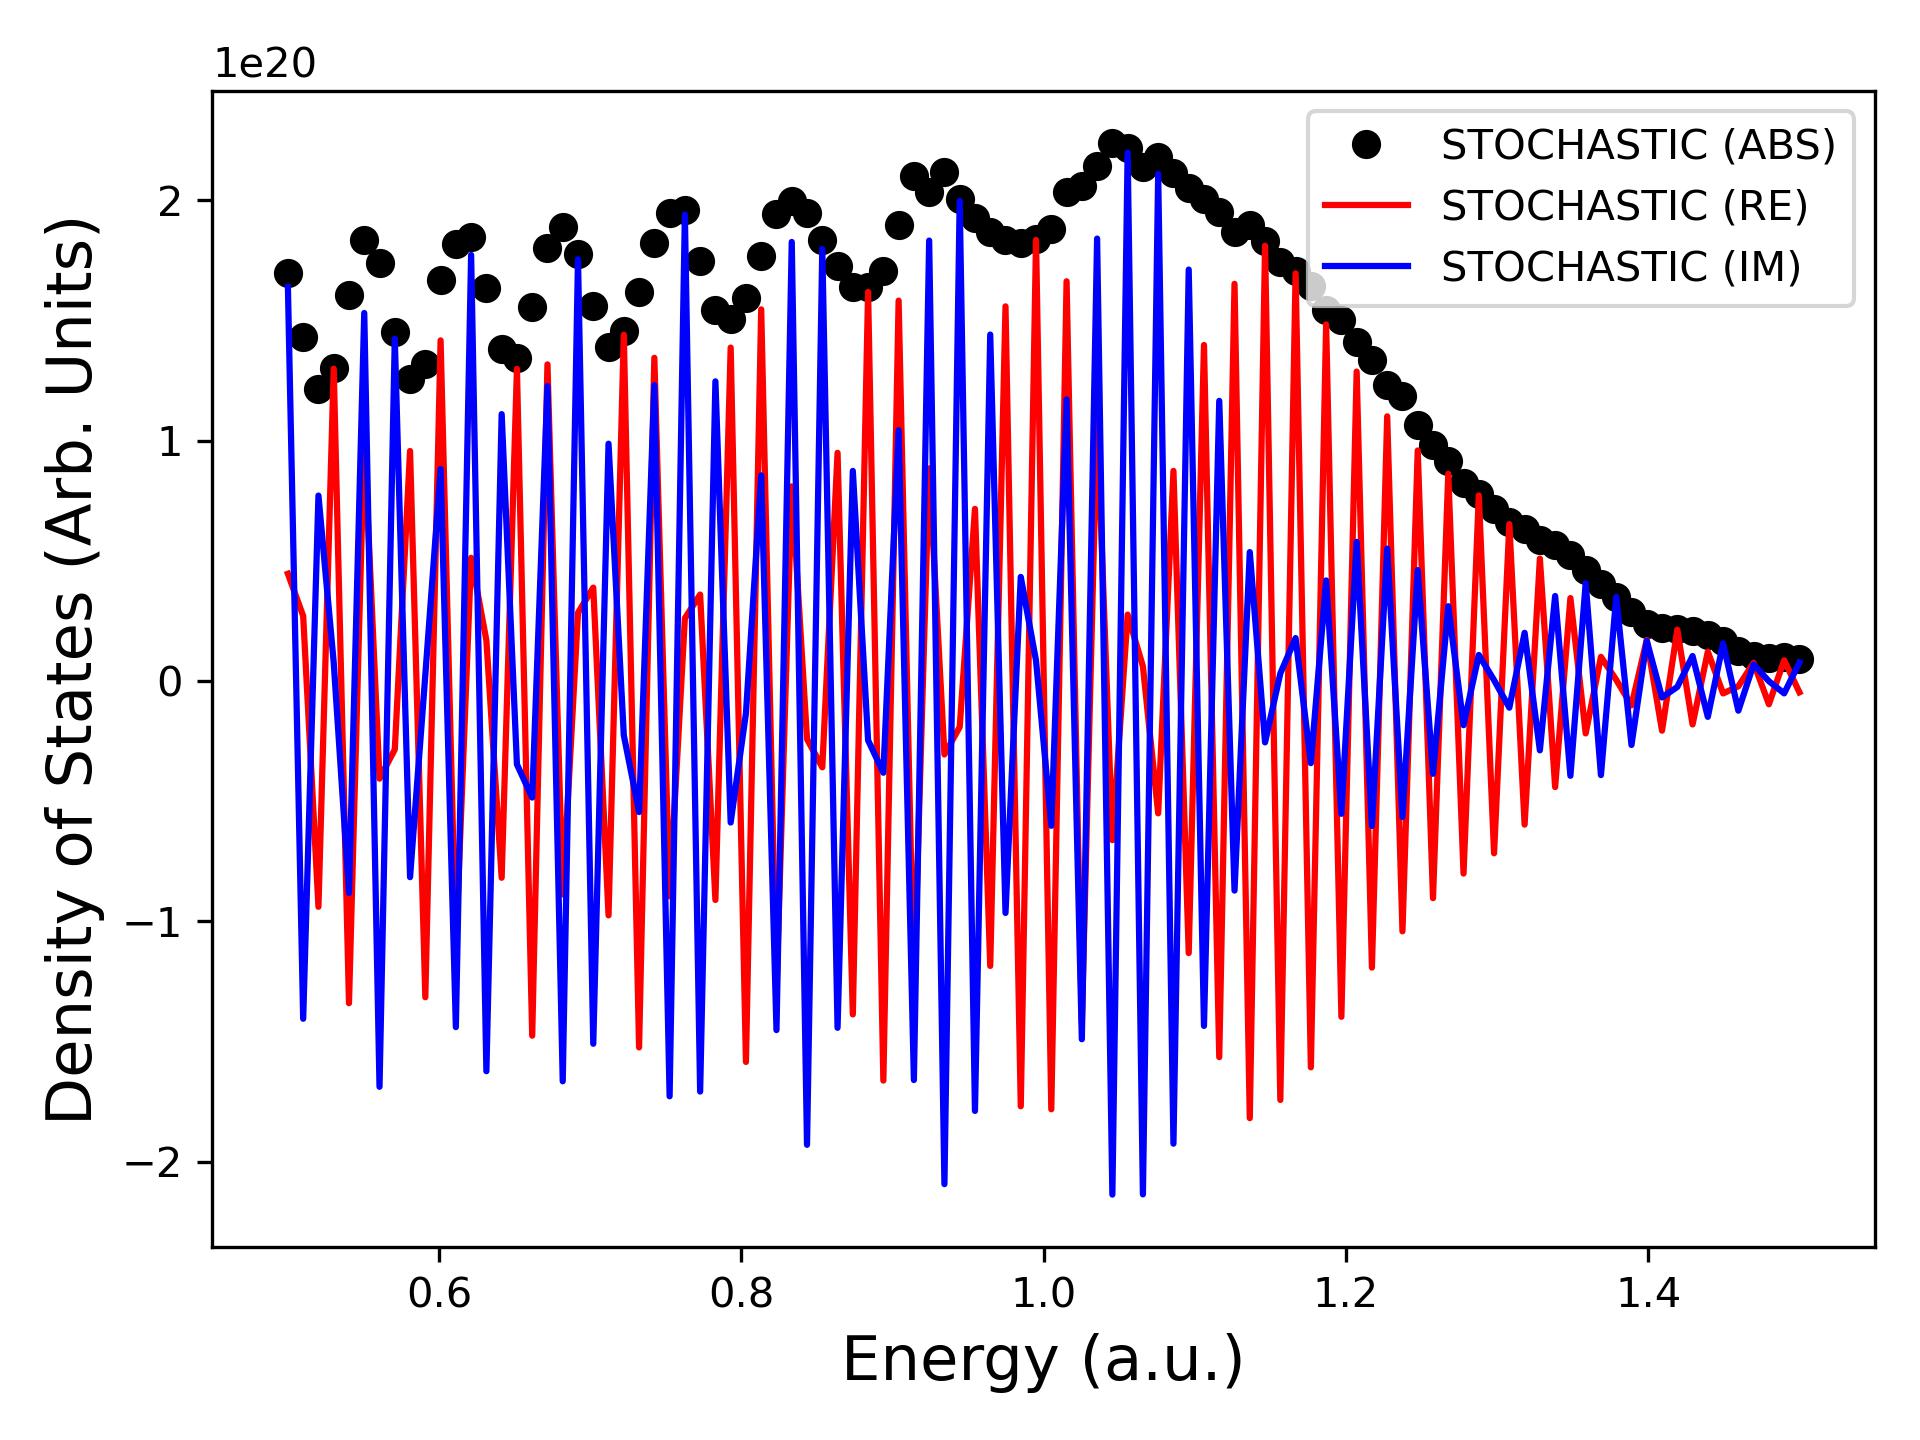 1e20
STOCHASTIC (ABS)
STOCHASTIC (RE)
STOCHASTIC (IM)
2
1
0
−1
−2
Density of States (Arb. Units)
0.6 0.8 1.0 1.2 1.4
Energy (a.u.)